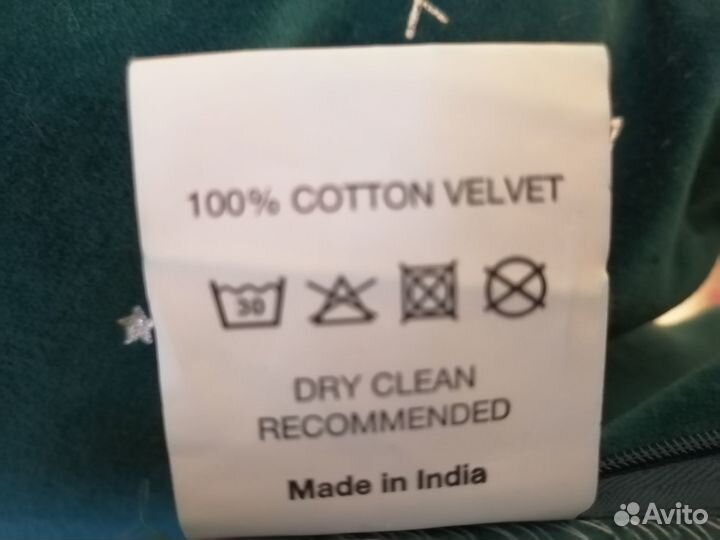 100% COTTON VELVET
30
DRY CLEAN
RECOMMENDED
Made in India
Avito